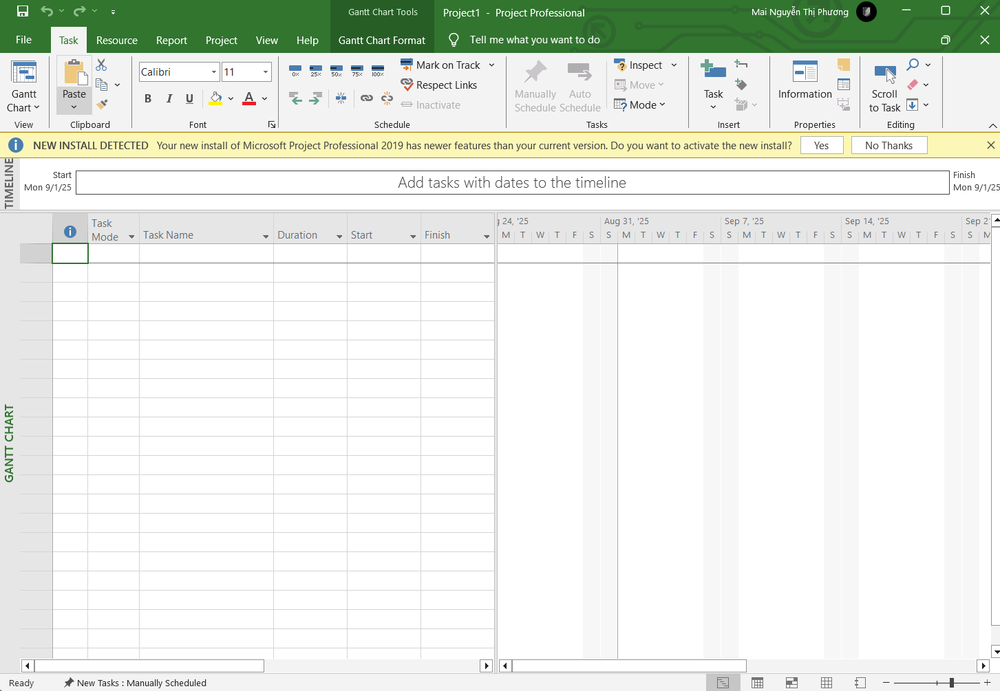 Gantt Chart Tools
Project1 - Project Professional
Mai Nguyễn Thị Phương
File
Task
Resource
Report
Project
View
Help
Gantt Chart Format
Tell me what you want to do
Gantt
Chart
View
Paste
Clipboard
Calibri
11
B I U
A
Font
0% 25% 50% 75% 100%
Mark on Track
Respect Links
Inactivate
Schedule
Manually
Schedule
Auto
Schedule
Inspect
Move
Mode
Tasks
Task
Insert
Information
Properties
Scroll
to Task
Editing
NEW INSTALL DETECTED Your new install of Microsoft Project Professional 2019 has newer features than your current version. Do you want to activate the new install?
Yes
No Thanks
TIMELINE
Start
Mon 9/1/25
Add tasks with dates to the timeline
Finish
Mon 9/1/25
Task
Mode
Task Name
Duration
Start
Finish
24, '25
Aug 31, '25
Sep 7, '25
Sep 14, '25
Sep 2
M T W T F S S M T W T F S S M T W T F S S M T W T F S S M
GANTT CHART
Ready
New Tasks : Manually Scheduled